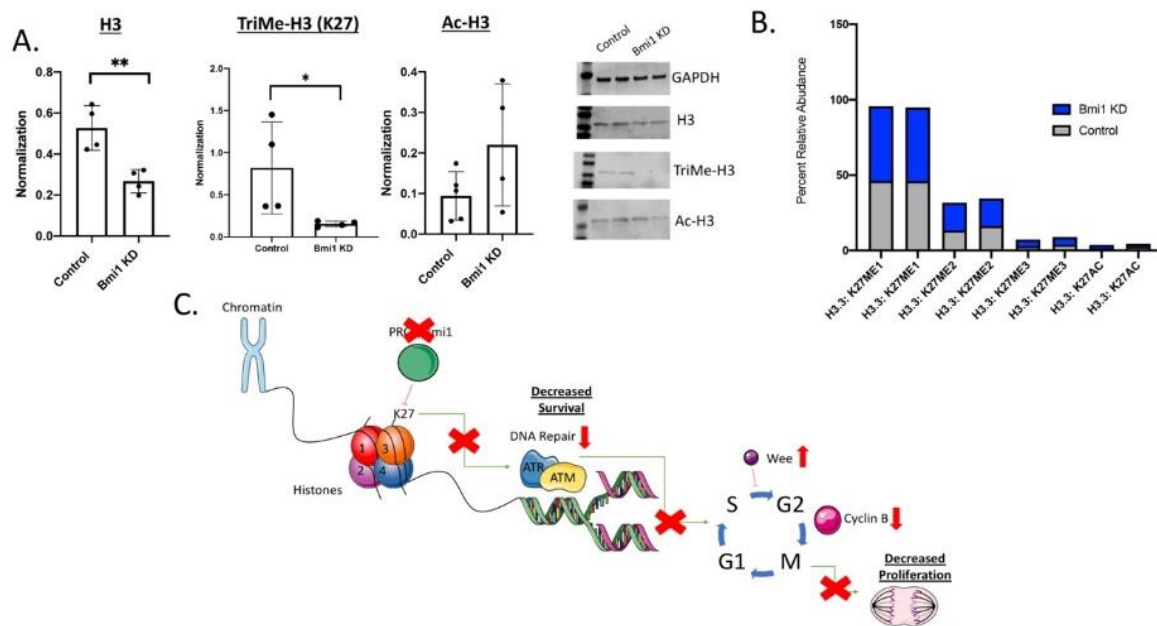 A.
H3
Normalization
0.8
0.6
0.4
0.2
0.0
**
Control
Bmi1 KD
TriMe-H3 (K27)
Normalization
2.0
1.5
1.0
0.5
0.0
*
Control
Bmi1 KD
Ac-H3
Normalization
0.4
0.3
0.2
0.1
0.0
Control
Bmi1 KD
Control
Bmi1 KD
GAPDH
H3
TriMe-H3
Ac-H3
B.
Percent Relative Abudance
150
100
50
0
Bmi1 KD
Control
H3.3: K27ME1
H3.3: K27ME1
H3.3: K27ME2
H3.3: K27ME2
H3.3: K27ME3
H3.3: K27ME3
H3.3: K27AC
H3.3: K27AC
C.
Chromatin
K27
1
3
2
4
Histones
Decreased
Survival
DNA Repair
ATR
ATM
Wee
S
G2
G1
M
Cyclin B
Decreased
Proliferation